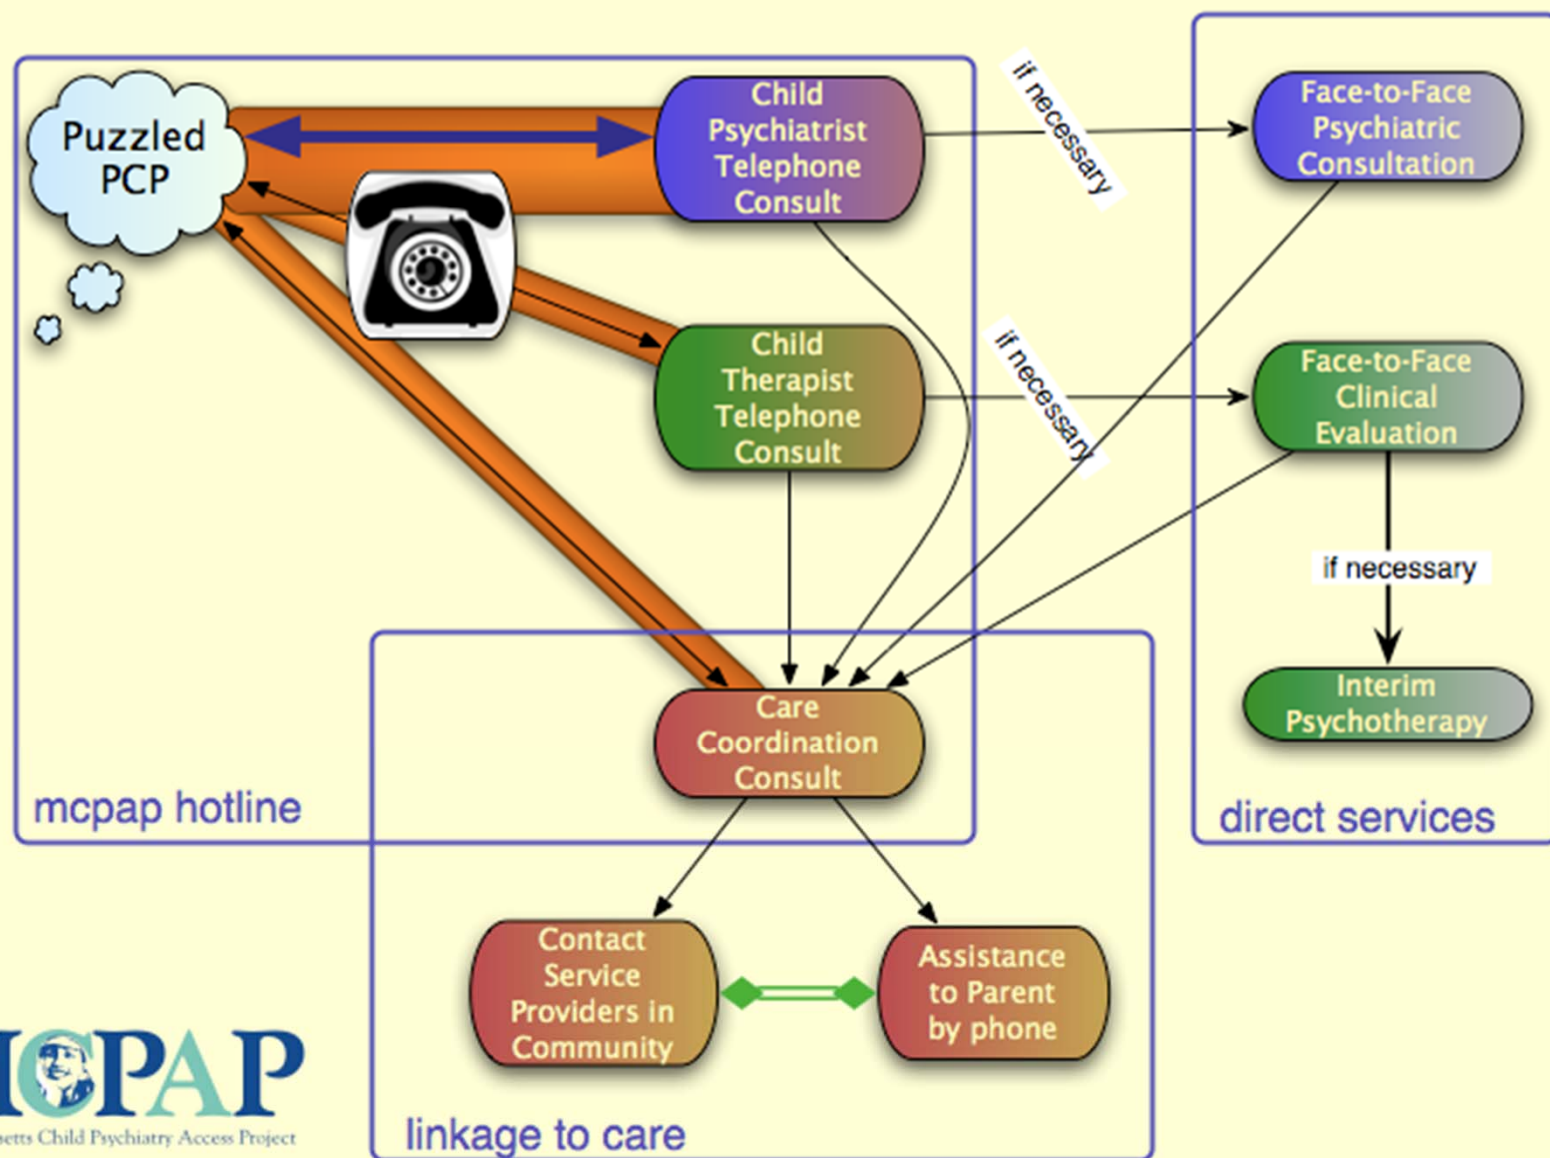 Puzzled
PCP
Child
Psychiatrist
Telephone
Consult
if necessary
Face-to-Face
Psychiatric
Consultation
Child
Therapist
Telephone
Consult
if necessary
Face-to-Face
Clinical
Evaluation
if necessary
Interim
Psychotherapy
Care
Coordination
Consult
mcpap hotline
direct services
Contact
Service
Providers in
Community
Assistance
to Parent
by phone
linkage to care
CPAP
Child Psychiatry Access Project